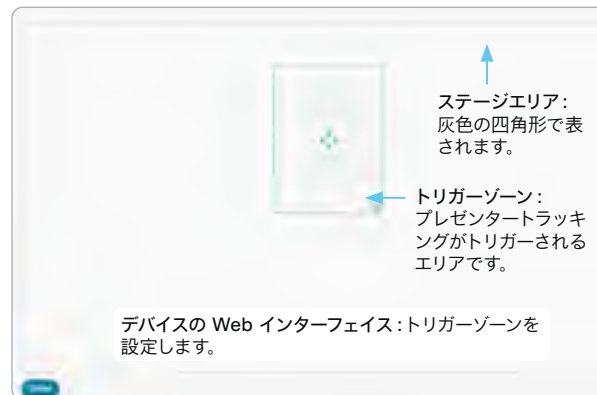 ステージエリア：
灰色の四角形で表
されます。
トリガーゾーン：
プレゼンタートラッキ
ングがトリガーされる
エリアです。
デバイスの Web インターフェイス：トリガーゾーンを
設定します。